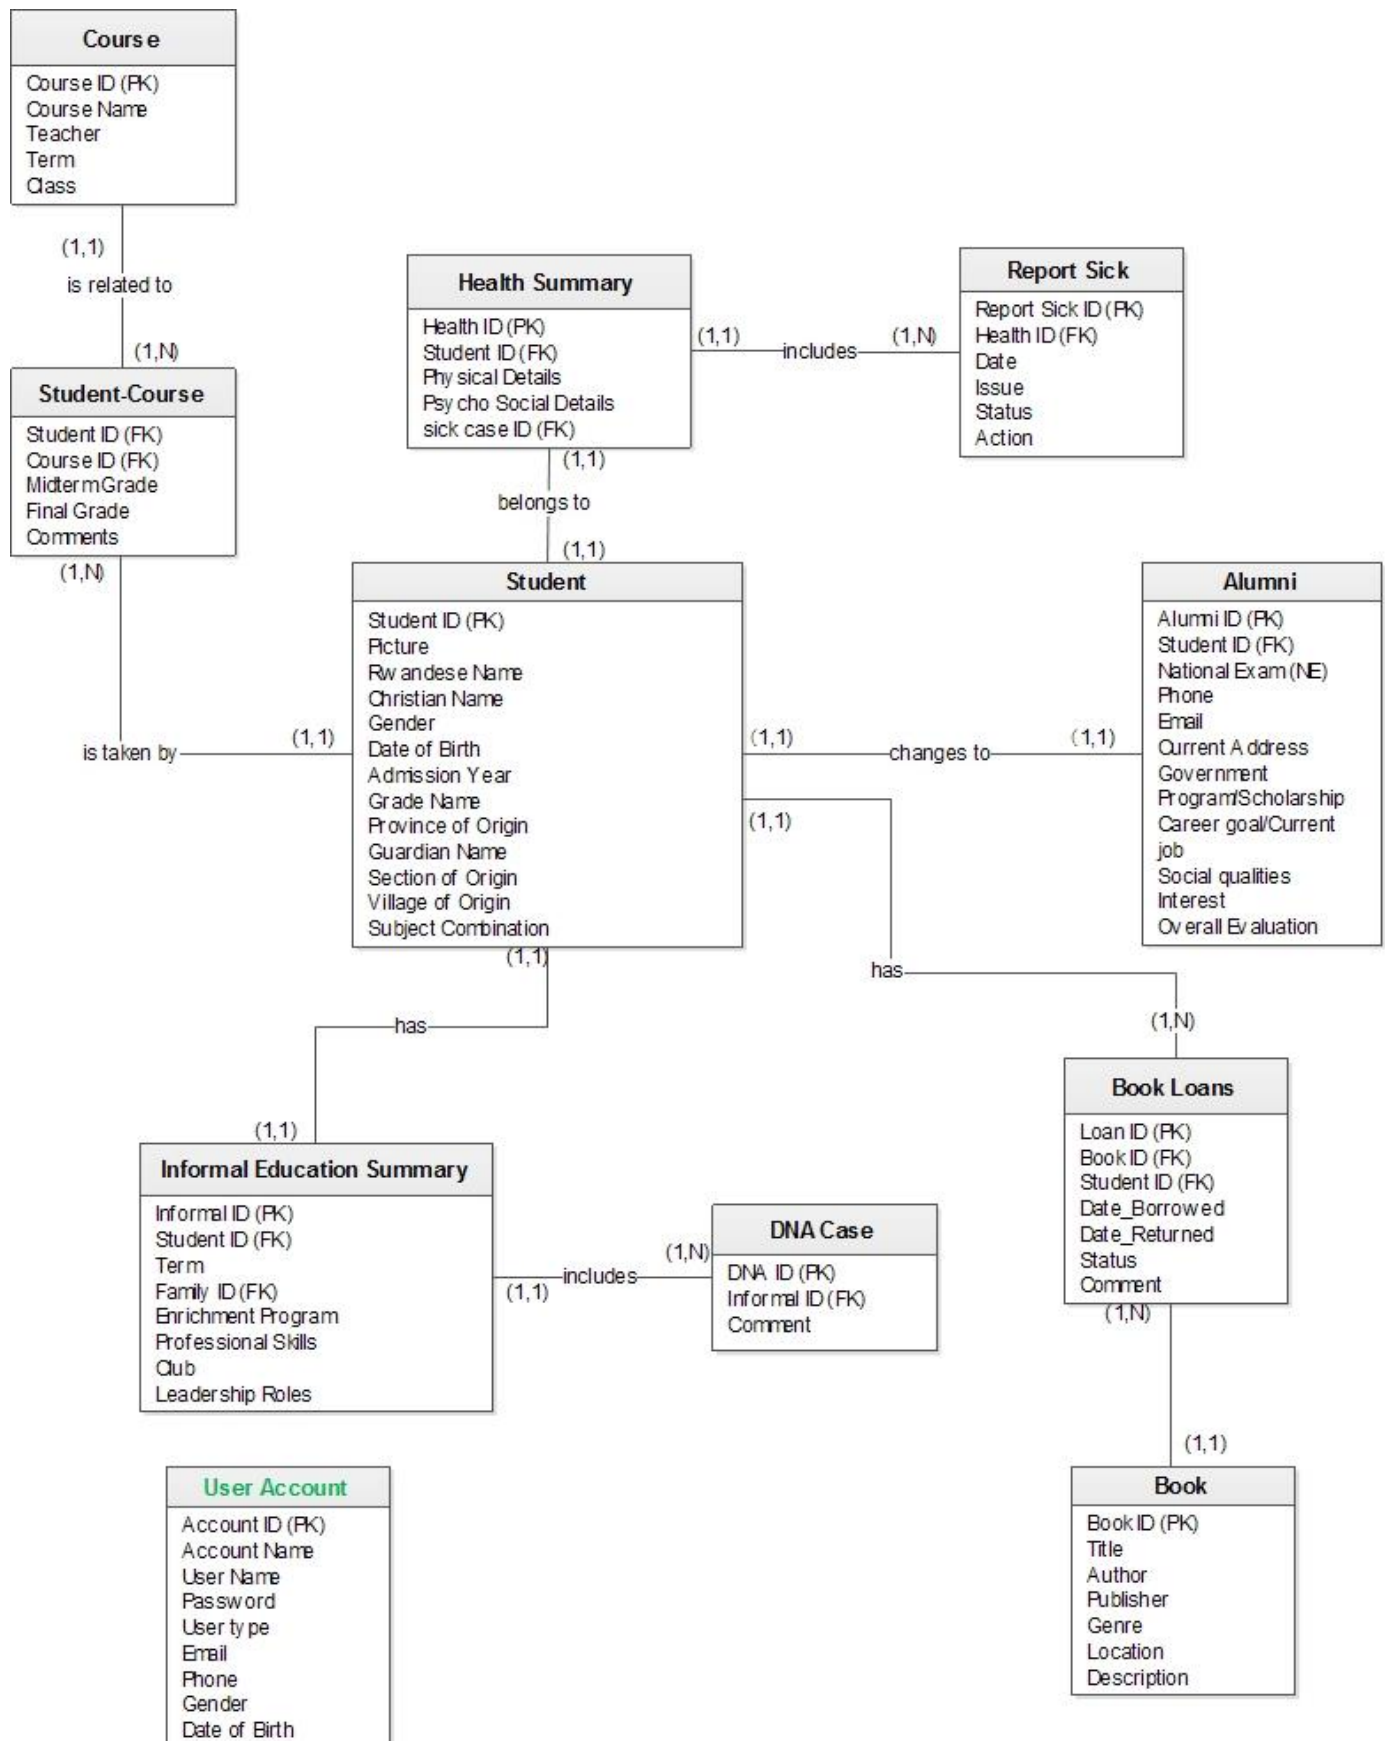 Course
Course ID (PK)
Course Name
Teacher
Term
Class
(1,1)
is related to
(1,N)
Student-Course
Student ID (FK)
Course ID (FK)
Midterm Grade
Final Grade
Comments
(1,N)
is taken by
(1,1)
Health Summary
Health ID (PK)
Student ID (FK)
Physical Details
Psycho Social Details
sick case ID (FK)
(1,1)
includes
(1,N)
Report Sick
Report Sick ID (PK)
Health ID (FK)
Date
Issue
Status
Action
(1,1)
belongs to
(1,1)
Student
Student ID (PK)
Picture
Rwandese Name
Christian Name
Gender
Date of Birth
Admission Year
Grade Name
Province of Origin
Guardian Name
Section of Origin
Village of Origin
Subject Combination
(1,1)
changes to
(1,1)
Alumni
Alumni ID (PK)
Student ID (FK)
National Exam (NE)
Phone
Email
Current Address
Government
Program/Scholarship
Career goal/Current
job
Social qualities
Interest
Overall Evaluation
(1,1)
has
(1,N)
Book Loans
Loan ID (PK)
Book ID (FK)
Student ID (FK)
Date_Borrowed
Date_Returned
Status
Comment
(1,N)
(1,1)
Book
Book ID (PK)
Title
Author
Publisher
Genre
Location
Description
(1,1)
has
(1,1)
Informal Education Summary
Informal ID (PK)
Student ID (FK)
Term
Family ID (FK)
Enrichment Program
Professional Skills
Club
Leadership Roles
(1,1)
includes
(1,N)
DNA Case
DNA ID (PK)
Informal ID (FK)
Comment
User Account
Account ID (PK)
Account Name
User Name
Password
User type
Email
Phone
Gender
Date of Birth